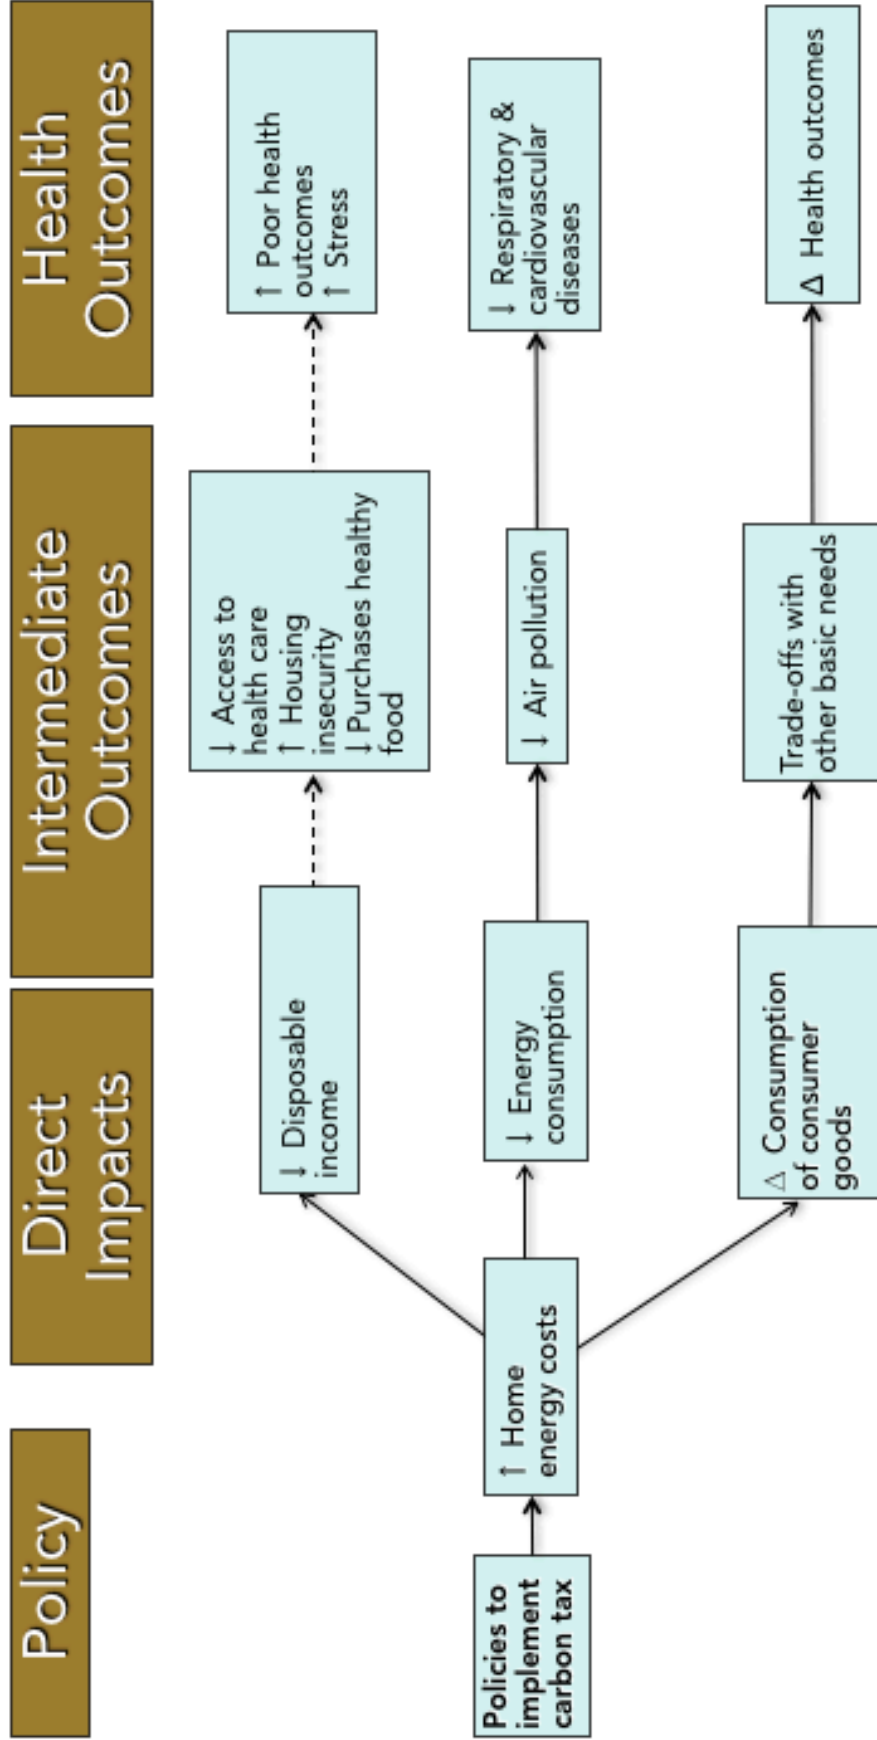 Policy
Direct
Impacts
Intermediate
Outcomes
Health
Outcomes
Policies to
implement
carbon tax
↑ Home
energy costs
↓ Disposable
income
↓ Access to
health care
↑ Housing
insecurity
↓Purchases healthy
food
↑ Poor health
outcomes
↑ Stress
↓ Energy
consumption
↓ Air pollution
↓ Respiratory &
cardiovascular
diseases
Δ Consumption
of consumer
goods
Trade-offs with
other basic needs
Δ Health outcomes